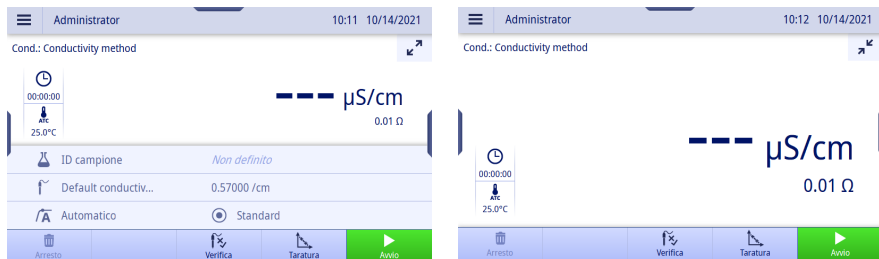 Administrator 10:11 10/14/2021
Cond.: Conductivity method
00:00:00
ATC
25.0°C
--- µS/cm
0.01 Ω
ID campione Non definito
Default conductiv... 0.57000 /cm
A Automatico Standard
Arresto Verifica Taratura Avvio
Administrator 10:12 10/14/2021
Cond.: Conductivity method
--- µS/cm
0.01 Ω
00:00:00
ATC
25.0°C
Arresto Verifica Taratura Avvio